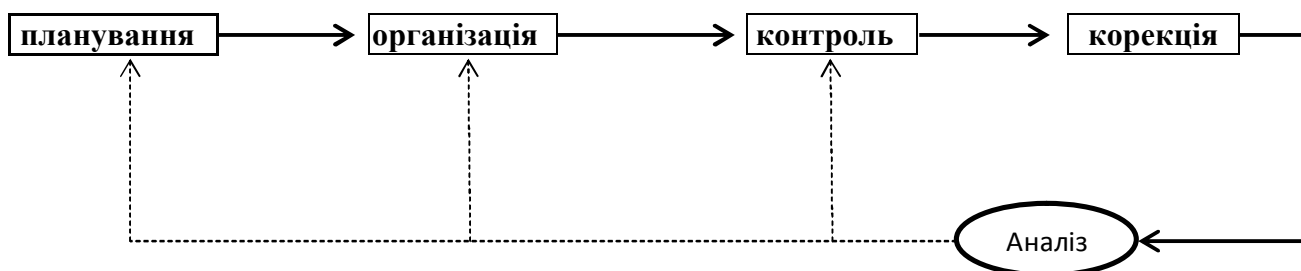 планування
організація
контроль
корекція
Аналіз